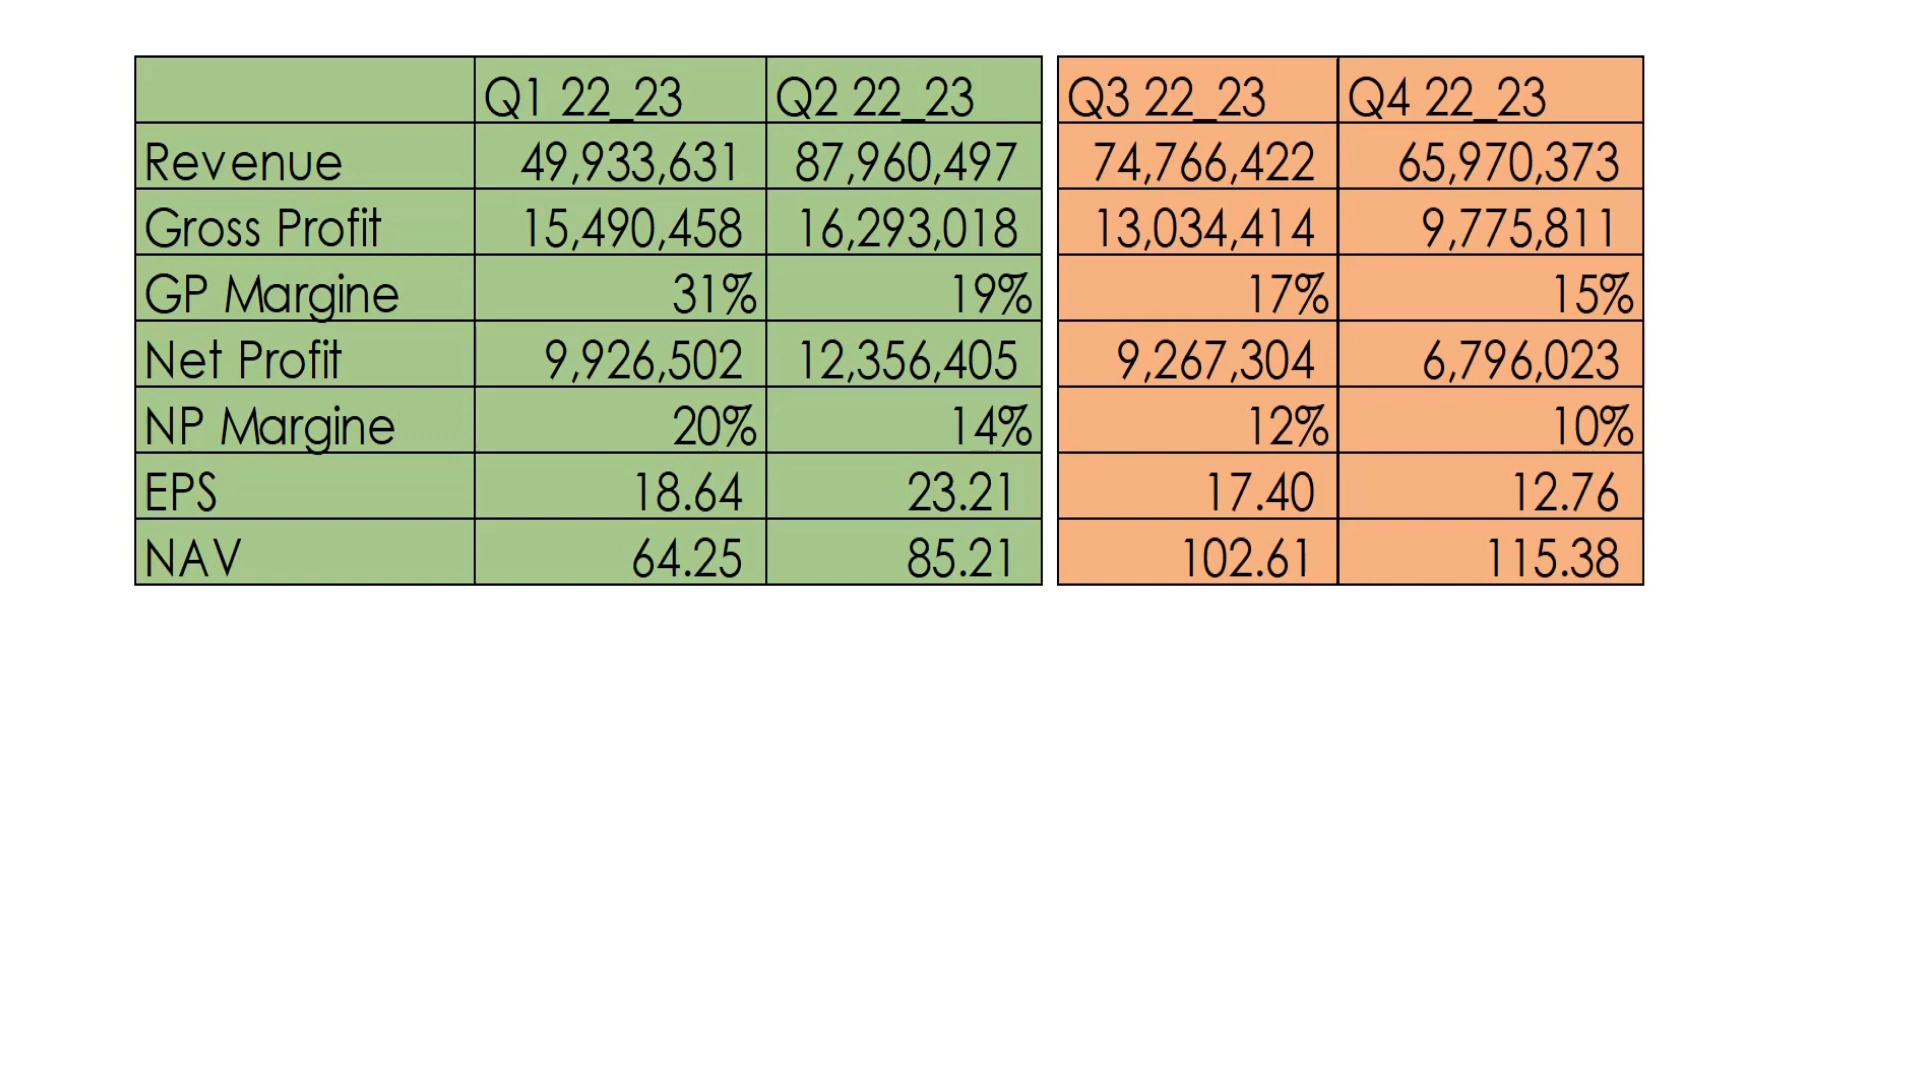 Q1 22_23 Q2 22_23 Q3 22_23 Q4 22_23
Revenue 49,933,631 87,960,497 74,766,422 65,970,373
Gross Profit 15,490,458 16,293,018 13,034,414 9,775,811
GP Margine 31% 19% 17% 15%
Net Profit 9,926,502 12,356,405 9,267,304 6,796,023
NP Margine 20% 14% 12% 10%
EPS 18.64 23.21 17.40 12.76
NAV 64.25 85.21 102.61 115.38